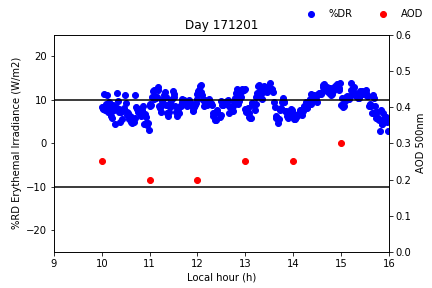 %DR AOD
Day 171201
%RD Erythemal Irradiance (W/m2)
20
10
0
−10
−20
0.6
0.5
0.4
0.3
0.2
0.1
0.0
AOD 500nm
9 10 11 12 13 14 15 16
Local hour (h)